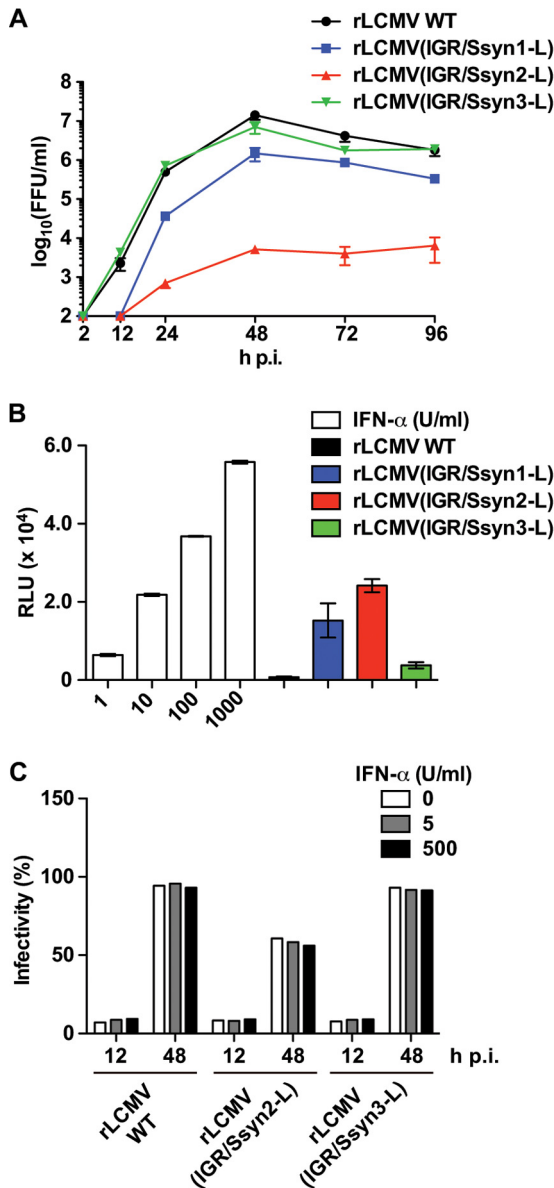 A
rLCMV WT
rLCMV(IGR/Ssyn1-L)
rLCMV(IGR/Ssyn2-L)
rLCMV(IGR/Ssyn3-L)
log10(FFU/ml)
8
7
6
5
4
3
2
2 12 24 48 72 96
h p.i.
B
IFN-α (U/ml)
rLCMV WT
rLCMV(IGR/Ssyn1-L)
rLCMV(IGR/Ssyn2-L)
rLCMV(IGR/Ssyn3-L)
RLU (x 10⁴)
6.0
4.0
2.0
0
1 10 100 1000
C
IFN-α (U/ml)
0
5
500
Infectivity (%)
150
100
50
0
12 48 12 48 12 48 h p.i.
rLCMV
WT
rLCMV
(IGR/Ssyn2-L)
rLCMV
(IGR/Ssyn3-L)